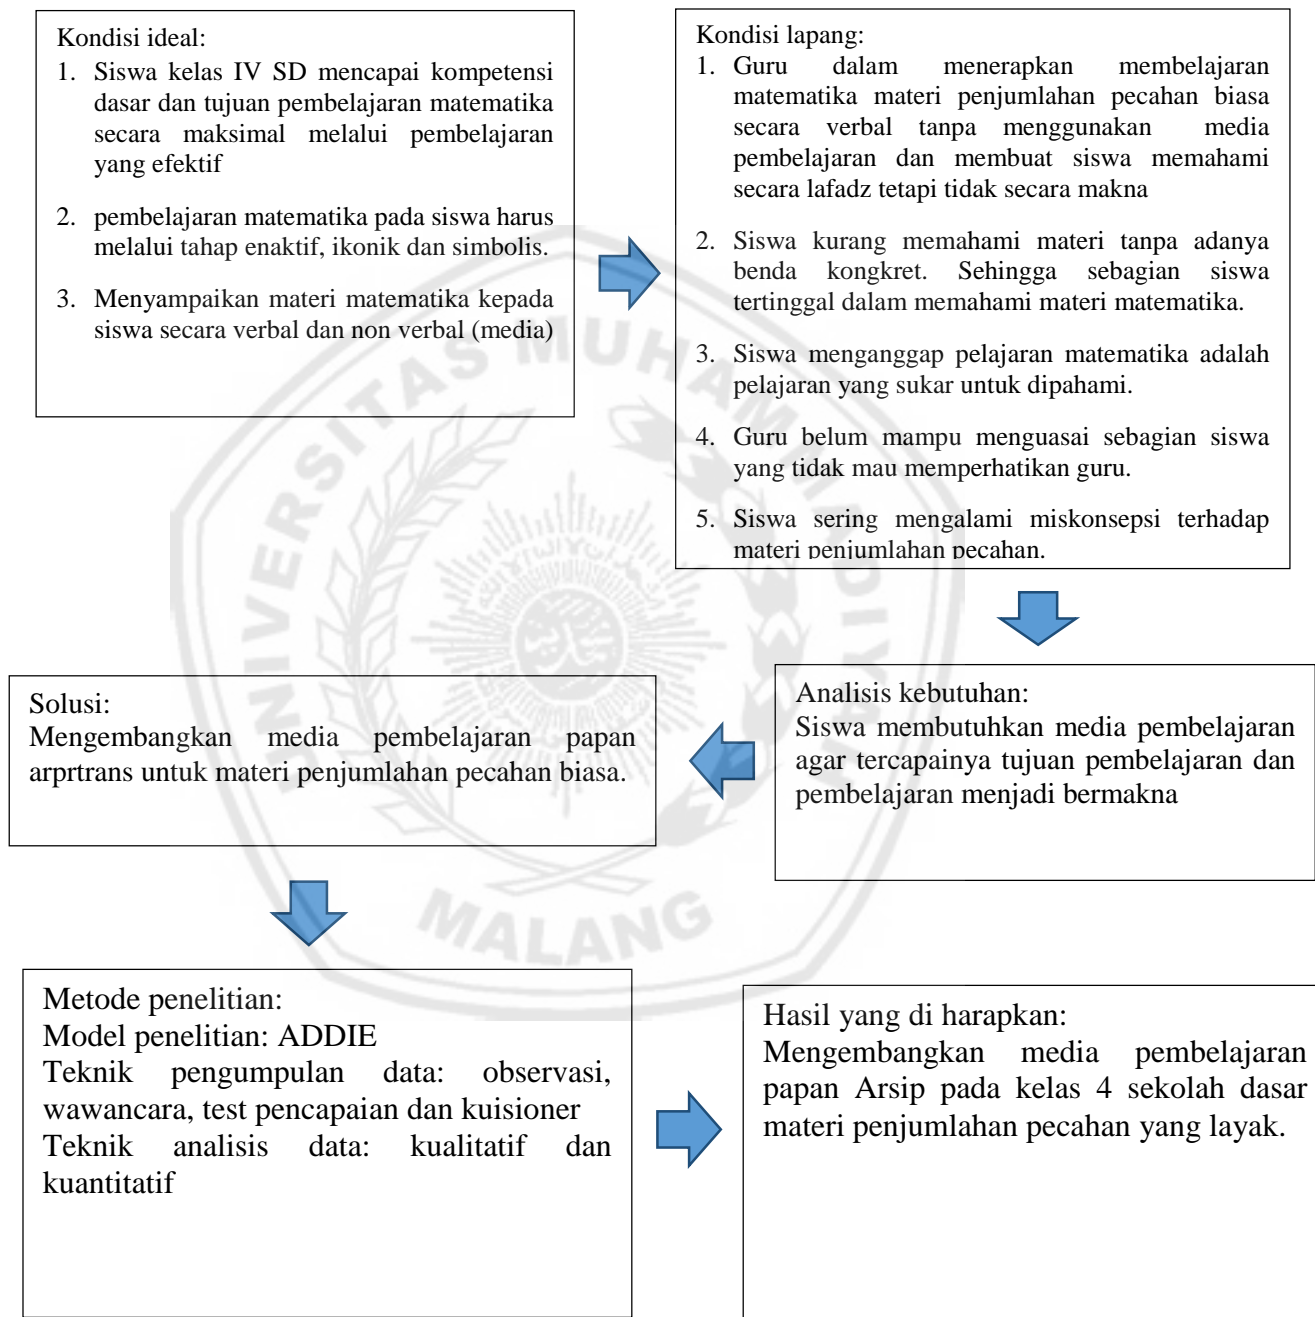 Kondisi ideal:
1. Siswa kelas IV SD mencapai kompetensi
dasar dan tujuan pembelajaran matematika
secara maksimal melalui pembelajaran
yang efektif
2. pembelajaran matematika pada siswa harus
melalui tahap enaktif, ikonik dan simbolis.
3. Menyampaikan materi matematika kepada
siswa secara verbal dan non verbal (media)
Kondisi lapang:
1. Guru dalam menerapkan membelajaran
matematika materi penjumlahan pecahan biasa
secara verbal tanpa menggunakan media
pembelajaran dan membuat siswa memahami
secara lafadz tetapi tidak secara makna
2. Siswa kurang memahami materi tanpa adanya
benda kongkret. Sehingga sebagian siswa
tertinggal dalam memahami materi matematika.
3. Siswa menganggap pelajaran matematika adalah
pelajaran yang sukar untuk dipahami.
4. Guru belum mampu menguasai sebagian siswa
yang tidak mau memperhatikan guru.
5. Siswa sering mengalami miskonsepsi terhadap
materi penjumlahan pecahan.
Analisis kebutuhan:
Siswa membutuhkan media pembelajaran
agar tercapainya tujuan pembelajaran dan
pembelajaran menjadi bermakna
Solusi:
Mengembangkan media pembelajaran papan
arprtrans untuk materi penjumlahan pecahan biasa.
Metode penelitian:
Model penelitian: ADDIE
Teknik pengumpulan data: observasi,
wawancara, test pencapaian dan kuisioner
Teknik analisis data: kualitatif dan
kuantitatif
Hasil yang di harapkan:
Mengembangkan media pembelajaran
papan Arsip pada kelas 4 sekolah dasar
materi penjumlahan pecahan yang layak.
UNIVERSITAS MUHAMMADIYAH
MALANG